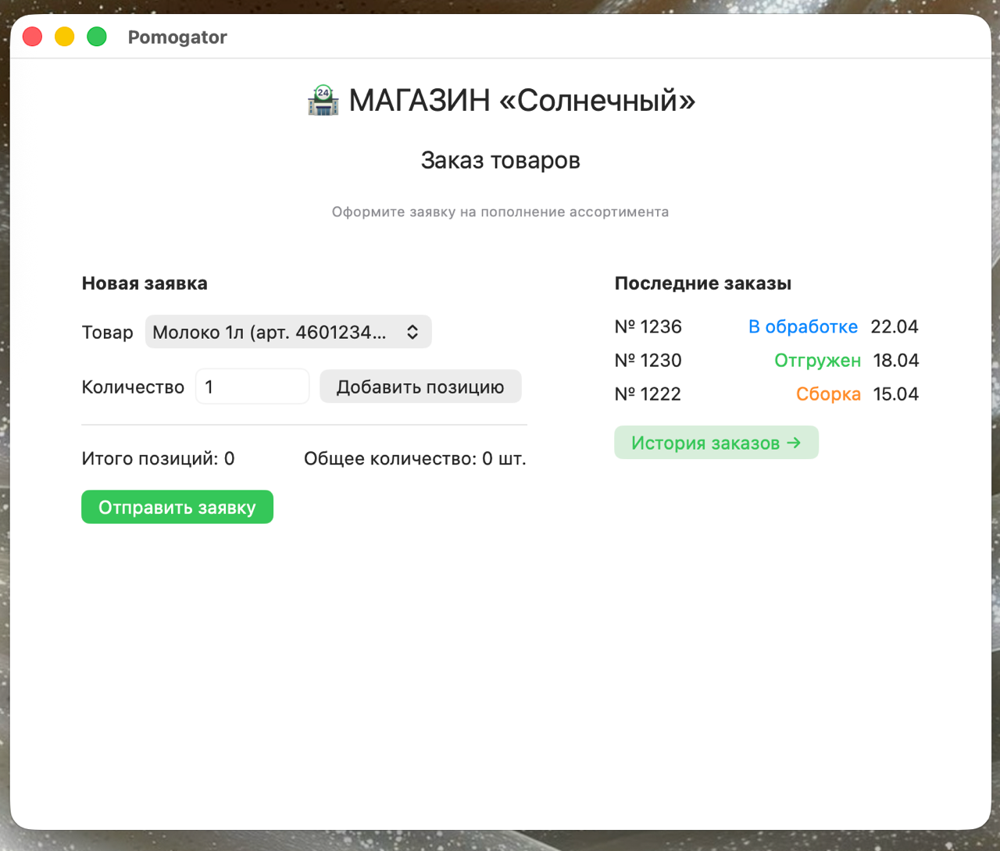 Pomogator
24
МАГАЗИН «Солнечный»
Заказ товаров
Оформите заявку на пополнение ассортимента
Новая заявка
Товар Молоко 1л (арт. 4601234...
Количество 1 Добавить позицию
Итого позиций: 0 Общее количество: 0 шт.
Отправить заявку
Последние заказы
№ 1236 В обработке 22.04
№ 1230 Отгружен 18.04
№ 1222 Сборка 15.04
История заказов →